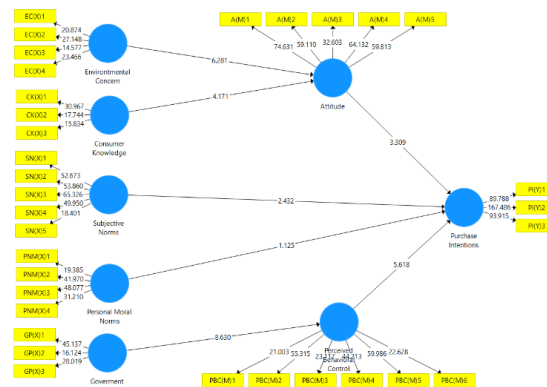 EC(X)1
EC(X)2
EC(X)3
EC(X)4
20.874
27.148
14.577
23.466
Environmental
Concern
CK(X)1
CK(X)2
CK(X)3
30.967
17.744
15.834
Consumer
Knowledge
SN(X)1
SN(X)2
SN(X)3
SN(X)4
SN(X)5
52.673
53.860
65.326
49.950
18.401
Subjective
Norms
PNM(X)1
PNM(X)2
PNM(X)3
PNM(X)4
19.385
41.970
48.077
31.210
Personal Moral
Norms
GP(X)1
GP(X)2
GP(X)3
45.137
16.124
28.019
Goverment
A(M)1
A(M)2
A(M)3
A(M)4
A(M)5
74.631
59.110
32.603
64.132
59.813
Attitude
6.281
4.171
3.309
2.432
1.125
5.618
8.630
PI(Y)1
PI(Y)2
PI(Y)3
89.788
167.486
93.915
Purchase
Intentions
Perceived
Behavioral
Control
21.003
55.315
44.213
59.986
22.628
PBC(M)1
PBC(M)2
PBC(M)3
PBC(M)4
PBC(M)5
PBC(M)6